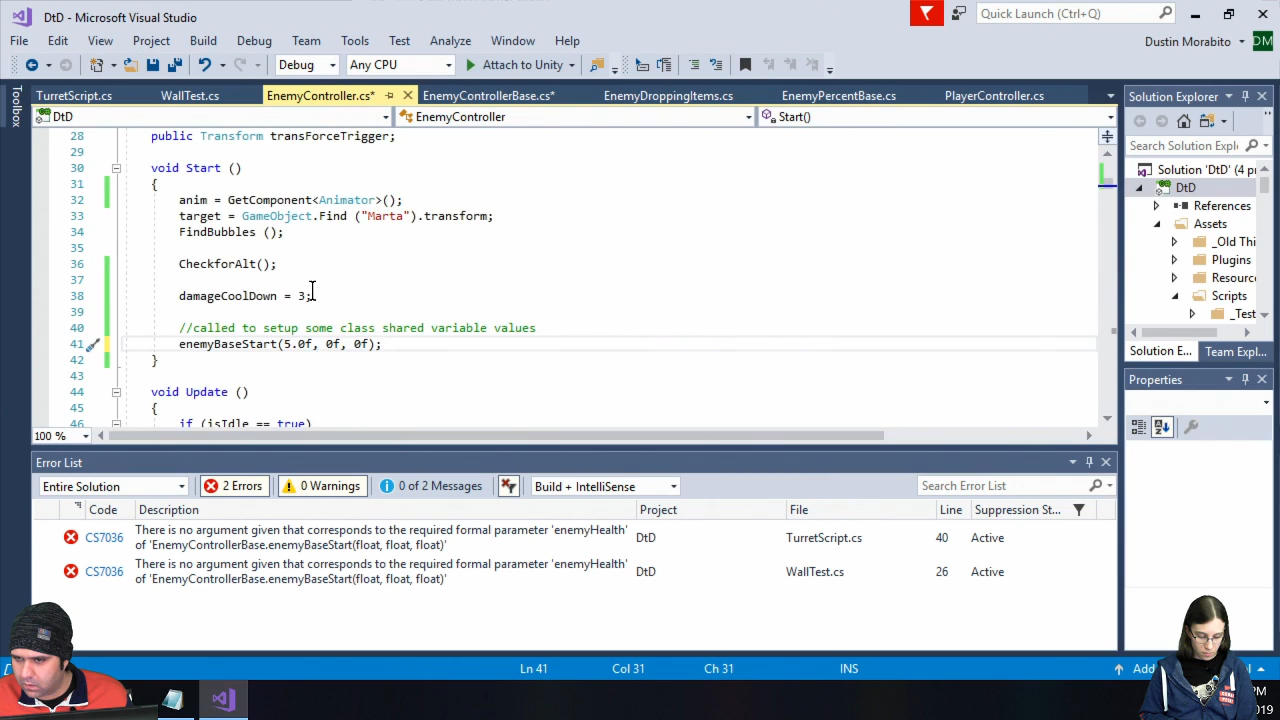 DtD - Microsoft Visual Studio
Quick Launch (Ctrl+Q)
File Edit View Project Build Debug Team Tools Test Analyze Window Help
Dustin Morabito DM
Debug Any CPU Attach to Unity
Toolbox
TurretScript.cs WallTest.cs EnemyController.cs* EnemyControllerBase.cs* EnemyDroppingItems.cs EnemyPercentBase.cs PlayerController.cs
DtD EnemyController Start()
28 public Transform transForceTrigger;
29
30 void Start ()
31 {
32 anim = GetComponent<Animator>();
33 target = GameObject.Find ("Marta").transform;
34 FindBubbles ();
35
36 CheckforAlt();
37
38 damageCoolDown = 3;
39
40 //called to setup some class shared variable values
41 enemyBaseStart(5.0f, 0f, 0f);
42 }
43
44 void Update ()
45 {
46 if (isIdle == true)
100 %
Solution Explorer
Search Solution Expl
Solution 'DtD' (4 p
DtD
References
Assets
_Old Thi
Plugins
Resourc
Scripts
_Test
Solution E... Team Expl...
Properties
Error List
Entire Solution 2 Errors 0 Warnings 0 of 2 Messages Build + IntelliSense Search Error List
Code Description Project File Line Suppression St...
CS7036 There is no argument given that corresponds to the required formal parameter 'enemyHealth' of 'EnemyControllerBase.enemyBaseStart(float, float, float)' DtD TurretScript.cs 40 Active
CS7036 There is no argument given that corresponds to the required formal parameter 'enemyHealth' of 'EnemyControllerBase.enemyBaseStart(float, float, float)' DtD WallTest.cs 26 Active
Ln 41 Col 31 Ch 31 INS